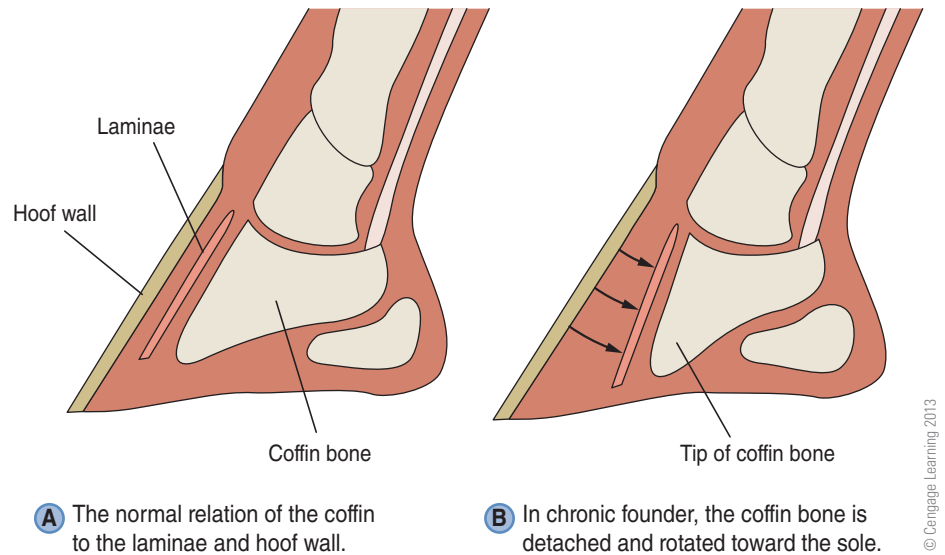 Laminae
Hoof wall
Coffin bone
Tip of coffin bone
A The normal relation of the coffin
to the laminae and hoof wall.
B In chronic founder, the coffin bone is
detached and rotated toward the sole.
© Cengage Learning 2013